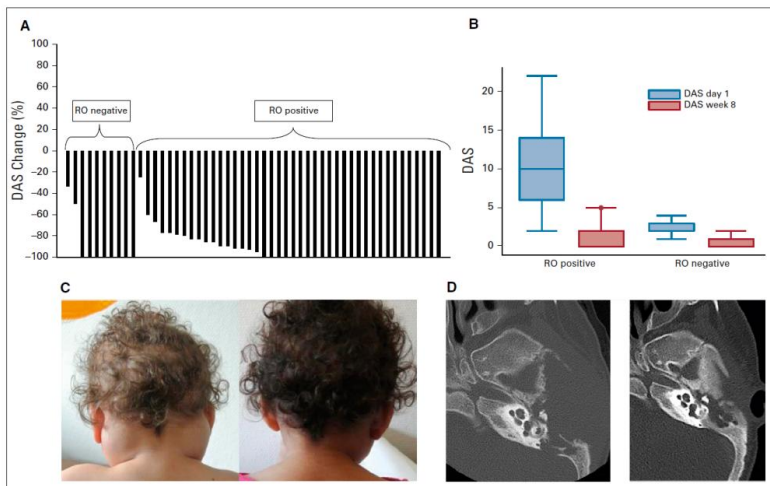 A
DAS Change (%)
100
80
60
40
20
0
−20
−40
−60
−80
−100
RO negative
RO positive
B
DAS
20
15
10
5
0
DAS day 1
DAS week 8
RO positive
RO negative
C
D